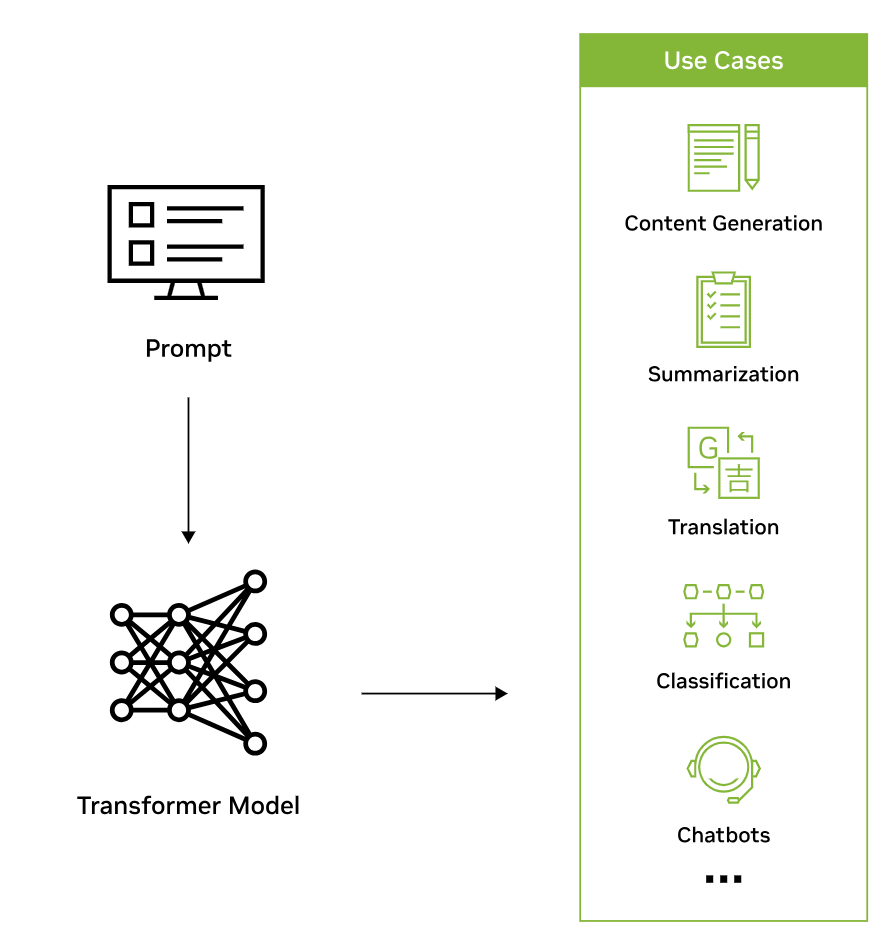 Use Cases
Content Generation
Prompt
Summarization
G
吉
Translation
Classification
Transformer Model
Chatbots
...